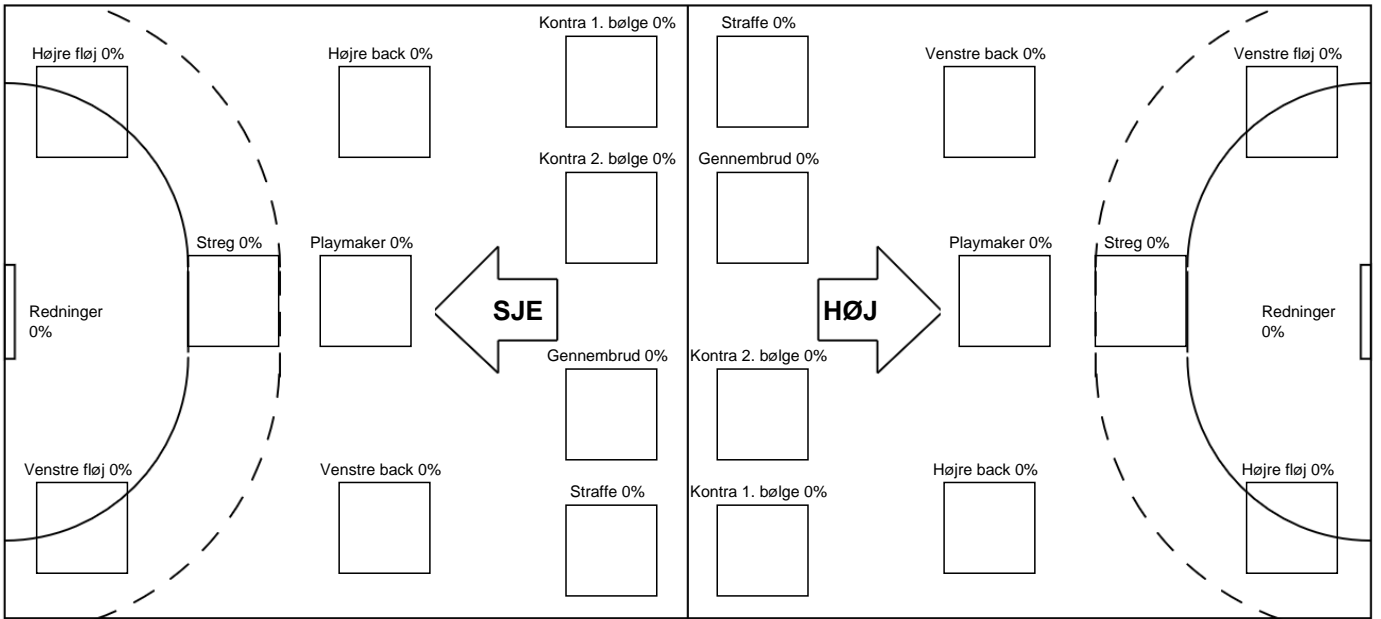 Kontra 1. bølge 0%
Straffe 0%
Højre fløj 0%
Højre back 0%
Venstre back 0%
Venstre fløj 0%
Kontra 2. bølge 0%
Gennembrud 0%
Streg 0%
Playmaker 0%
Playmaker 0%
Streg 0%
SJE
HØJ
Redninger
0%
Redninger
0%
Gennembrud 0%
Kontra 2. bølge 0%
Venstre fløj 0%
Venstre back 0%
Højre back 0%
Højre fløj 0%
Straffe 0%
Kontra 1. bølge 0%